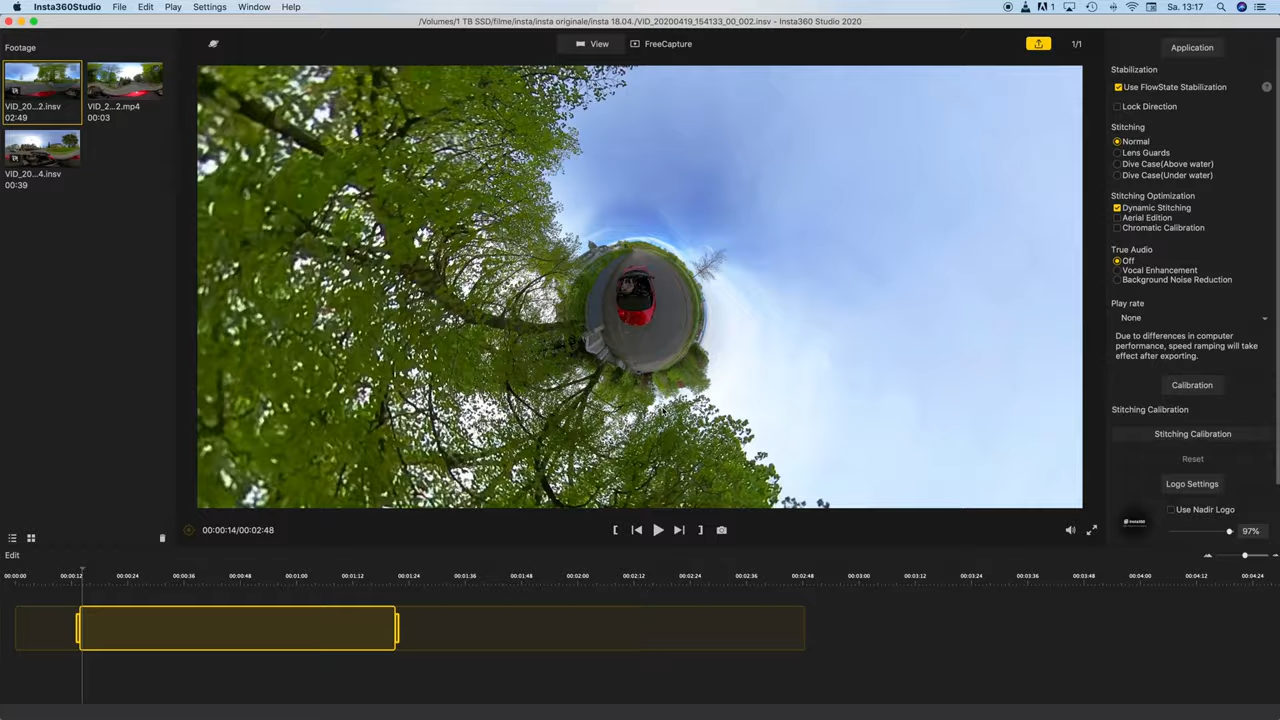 Insta360Studio File Edit Play Settings Window Help
1 Sa. 13:17
/Volumes/1 TB SSD/filme/insta/insta originale/insta 18.04./VID_20200419_154133_00_002.insv - Insta360 Studio 2020
Footage
View
FreeCapture
1/1
VID_20...2.insv
02:49
VID_2...2.mp4
00:03
VID_20...4.insv
00:39
Application
Stabilization
Use FlowState Stabilization
?
Lock Direction
Stitching
Normal
Lens Guards
Dive Case(Above water)
Dive Case(Under water)
Stitching Optimization
Dynamic Stitching
Aerial Edition
Chromatic Calibration
True Audio
Off
Vocal Enhancement
Background Noise Reduction
Play rate
None
Due to differences in computer
performance, speed ramping will take
effect after exporting.
Calibration
Stitching Calibration
Stitching Calibration
Reset
Logo Settings
Use Nadir Logo
Insta360
97%
00:00:14/00:02:48
Edit
00:00:00 00:00:12 00:00:24 00:00:36 00:00:48 00:01:00 00:01:12 00:01:24 00:01:36 00:01:48 00:02:00 00:02:12 00:02:24 00:02:36 00:02:48 00:03:00 00:03:12 00:03:24 00:03:36 00:03:48 00:04:00 00:04:12 00:04:24